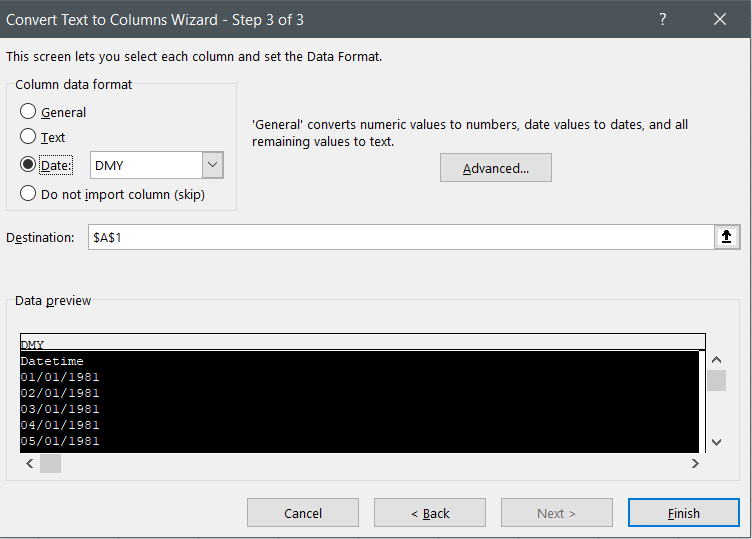 Convert Text to Columns Wizard - Step 3 of 3
?
This screen lets you select each column and set the Data Format.
Column data format
General
Text
Date: DMY
Do not import column (skip)
'General' converts numeric values to numbers, date values to dates, and all
remaining values to text.
Advanced...
Destination: $A$1
Data preview
DMY
Datetime
01/01/1981
02/01/1981
03/01/1981
04/01/1981
05/01/1981
Cancel
< Back
Next >
Finish